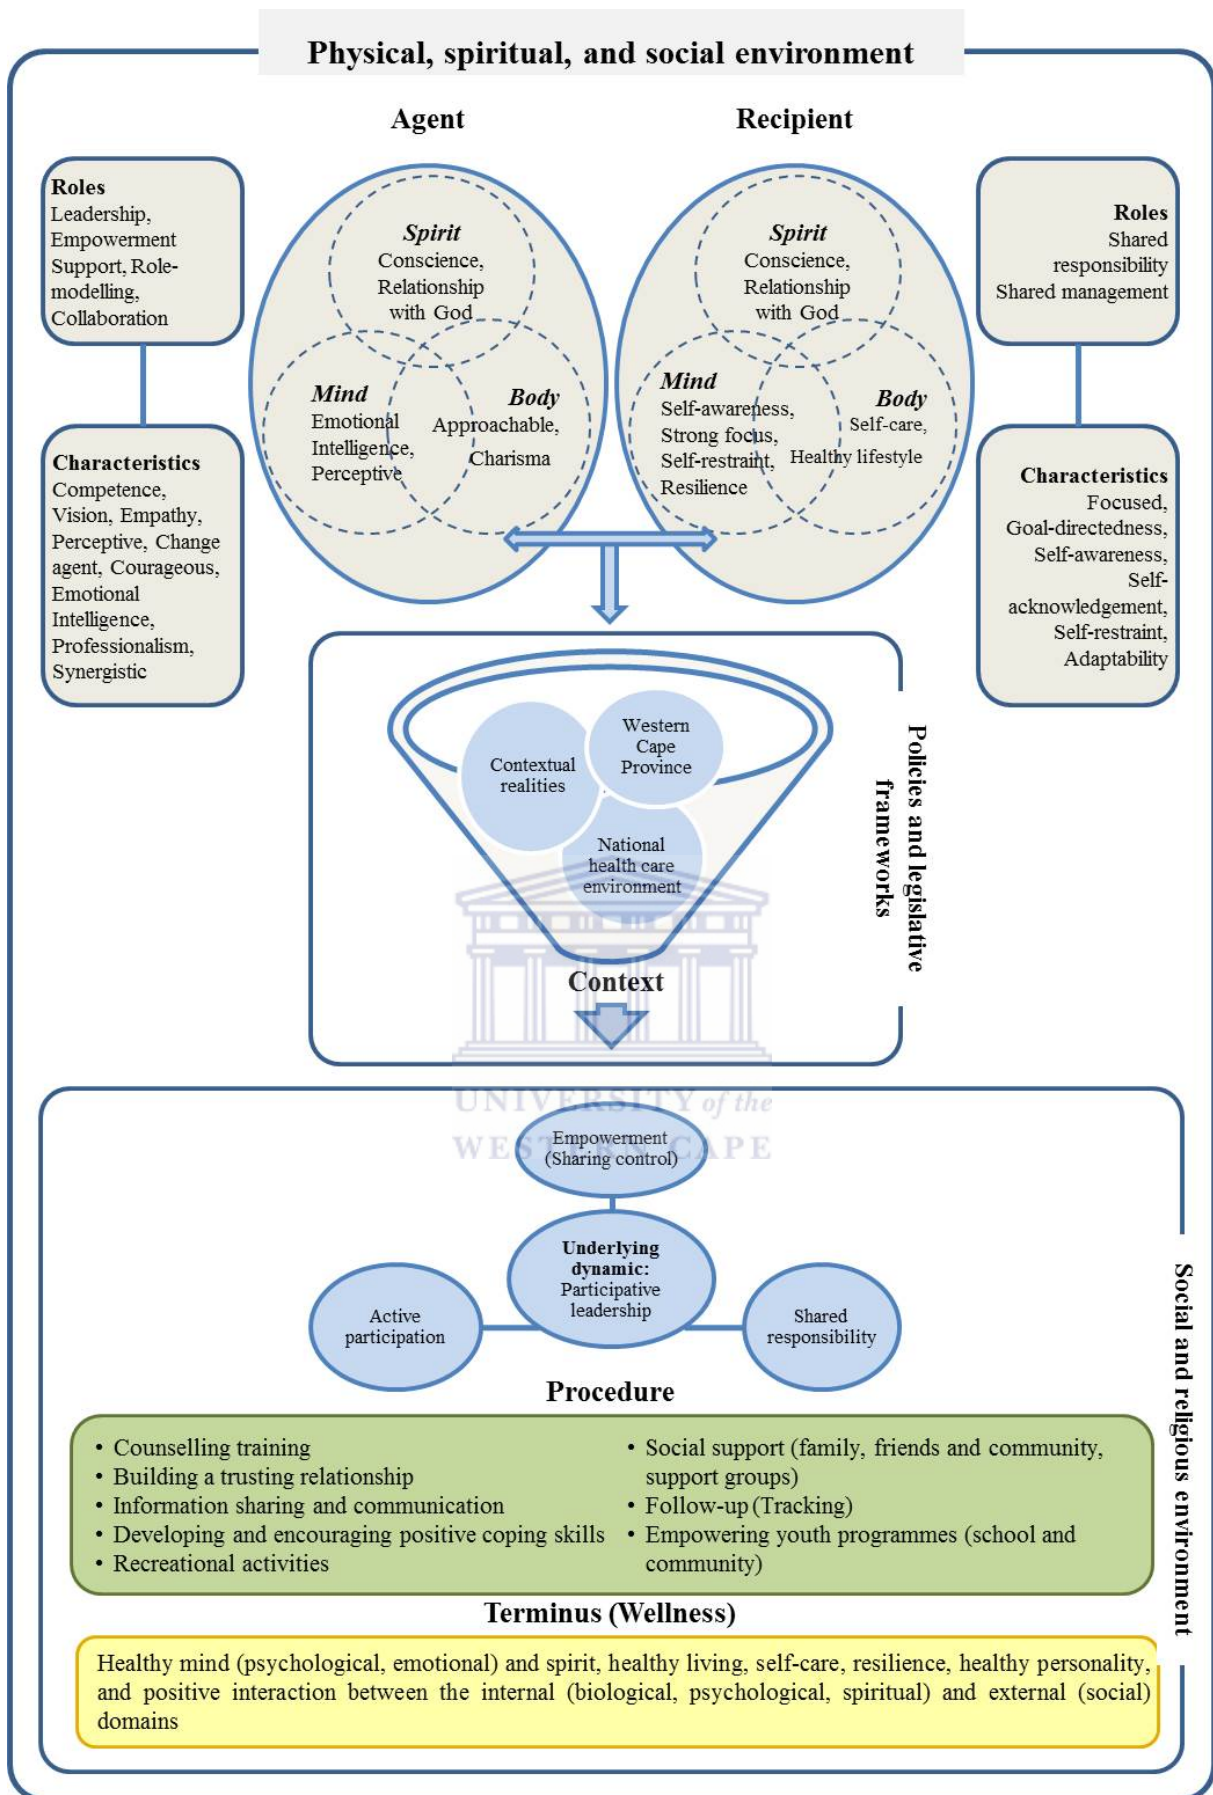 Physical, spiritual, and social environment
Agent
Recipient
Roles
Leadership,
Empowerment
Support, Role-
modelling,
Collaboration
Characteristics
Competence,
Vision, Empathy,
Perceptive, Change
agent, Courageous,
Emotional
Intelligence,
Professionalism,
Synergistic
Spirit
Conscience,
Relationship
with God
Mind
Emotional
Intelligence,
Perceptive
Body
Approachable,
Charisma
Spirit
Conscience,
Relationship
with God
Mind
Self-awareness,
Strong focus,
Self-restraint,
Resilience
Body
Self-care,
Healthy lifestyle
Roles
Shared
responsibility
Shared management
Characteristics
Focused,
Goal-directedness,
Self-awareness,
Self-
acknowledgement,
Self-restraint,
Adaptability
Contextual
realities
Western
Cape
Province
National
health care
environment
Context
Policies and legislative
frameworks
UNIVERSITY of the
WESTERN CAPE
Empowerment
(Sharing control)
Underlying
dynamic:
Participative
leadership
Active
participation
Shared
responsibility
Social and religious environment
Procedure
• Counselling training
• Building a trusting relationship
• Information sharing and communication
• Developing and encouraging positive coping skills
• Recreational activities
• Social support (family, friends and community,
support groups)
• Follow-up (Tracking)
• Empowering youth programmes (school and
community)
Terminus (Wellness)
Healthy mind (psychological, emotional) and spirit, healthy living, self-care, resilience, healthy personality,
and positive interaction between the internal (biological, psychological, spiritual) and external (social)
domains